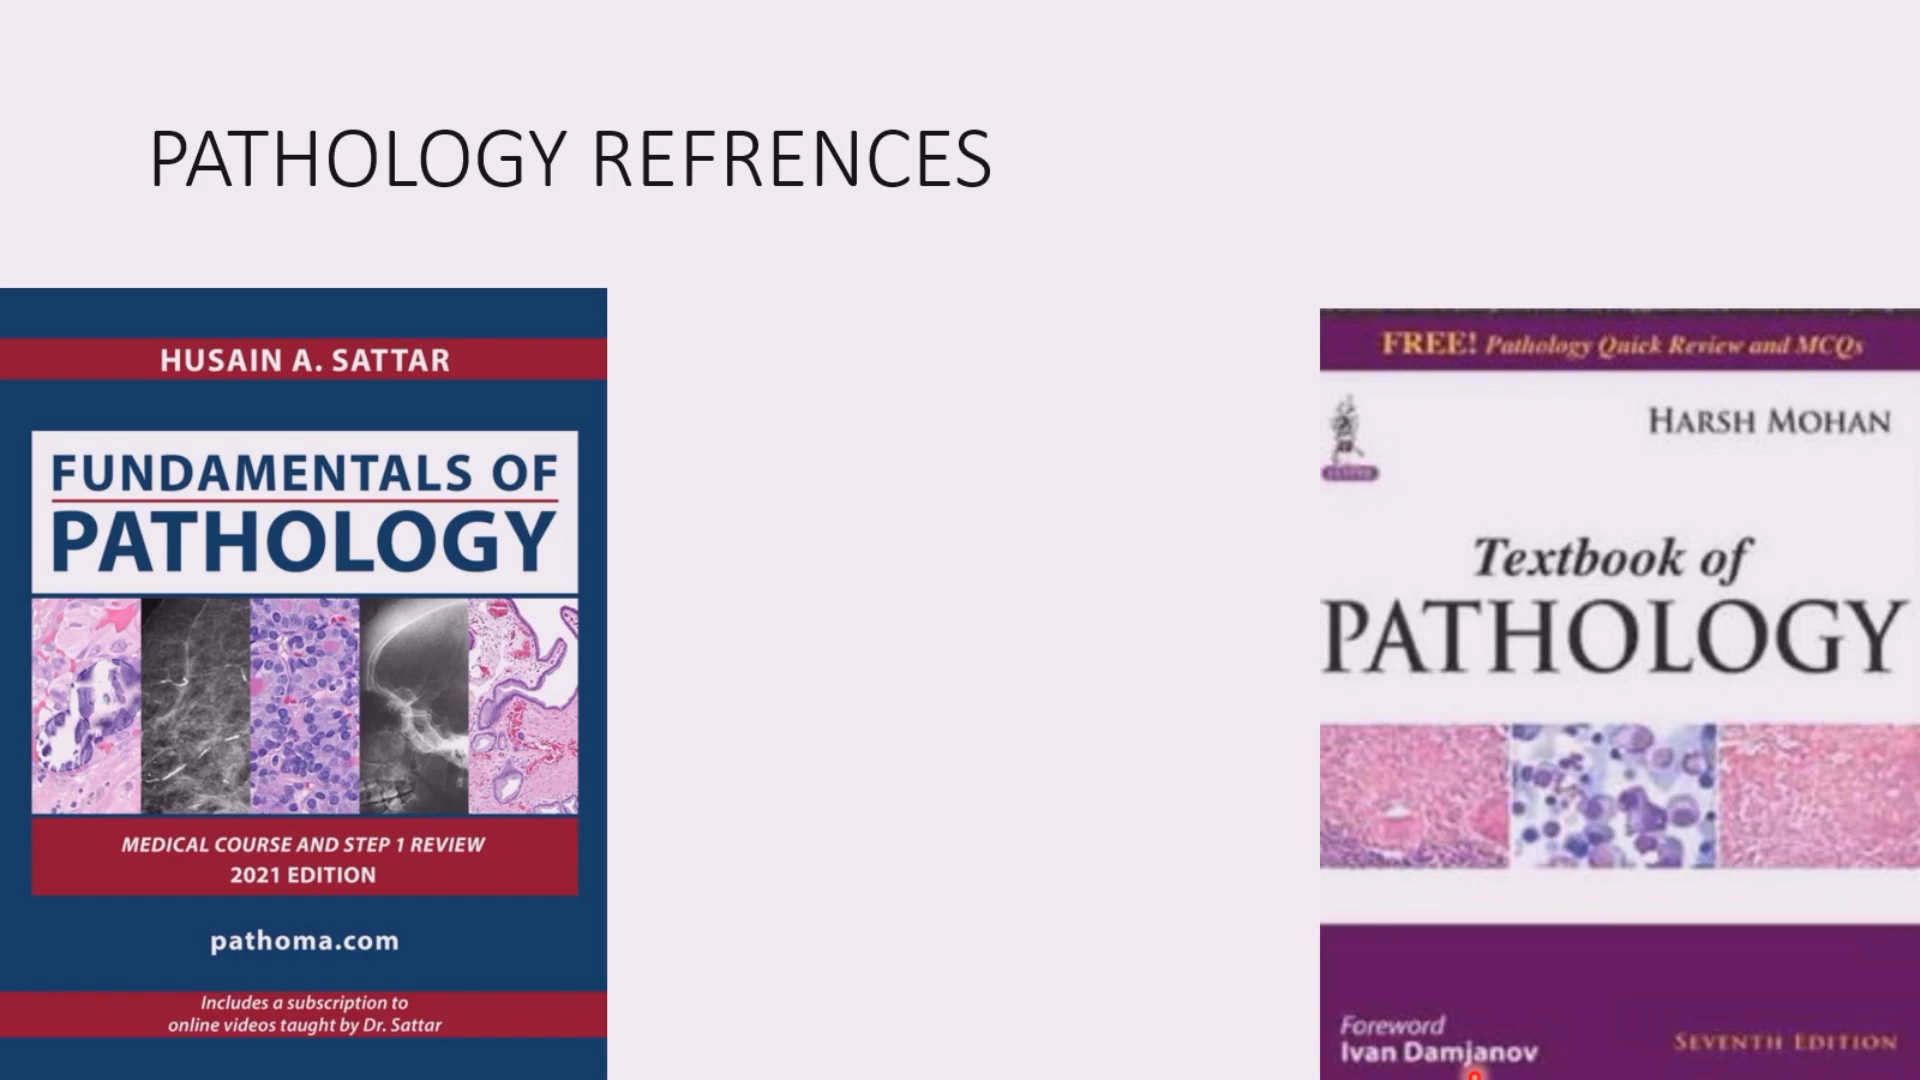 PATHOLOGY REFRENCES
HUSAIN A. SATTAR
FUNDAMENTALS OF
PATHOLOGY
MEDICAL COURSE AND STEP 1 REVIEW
2021 EDITION
pathoma.com
Includes a subscription to
online videos taught by Dr. Sattar
FREE! Pathology Quick Review and MCQs
HARSH MOHAN
Textbook of
PATHOLOGY
Foreword
Ivan Damjanov
SEVENTH EDITION